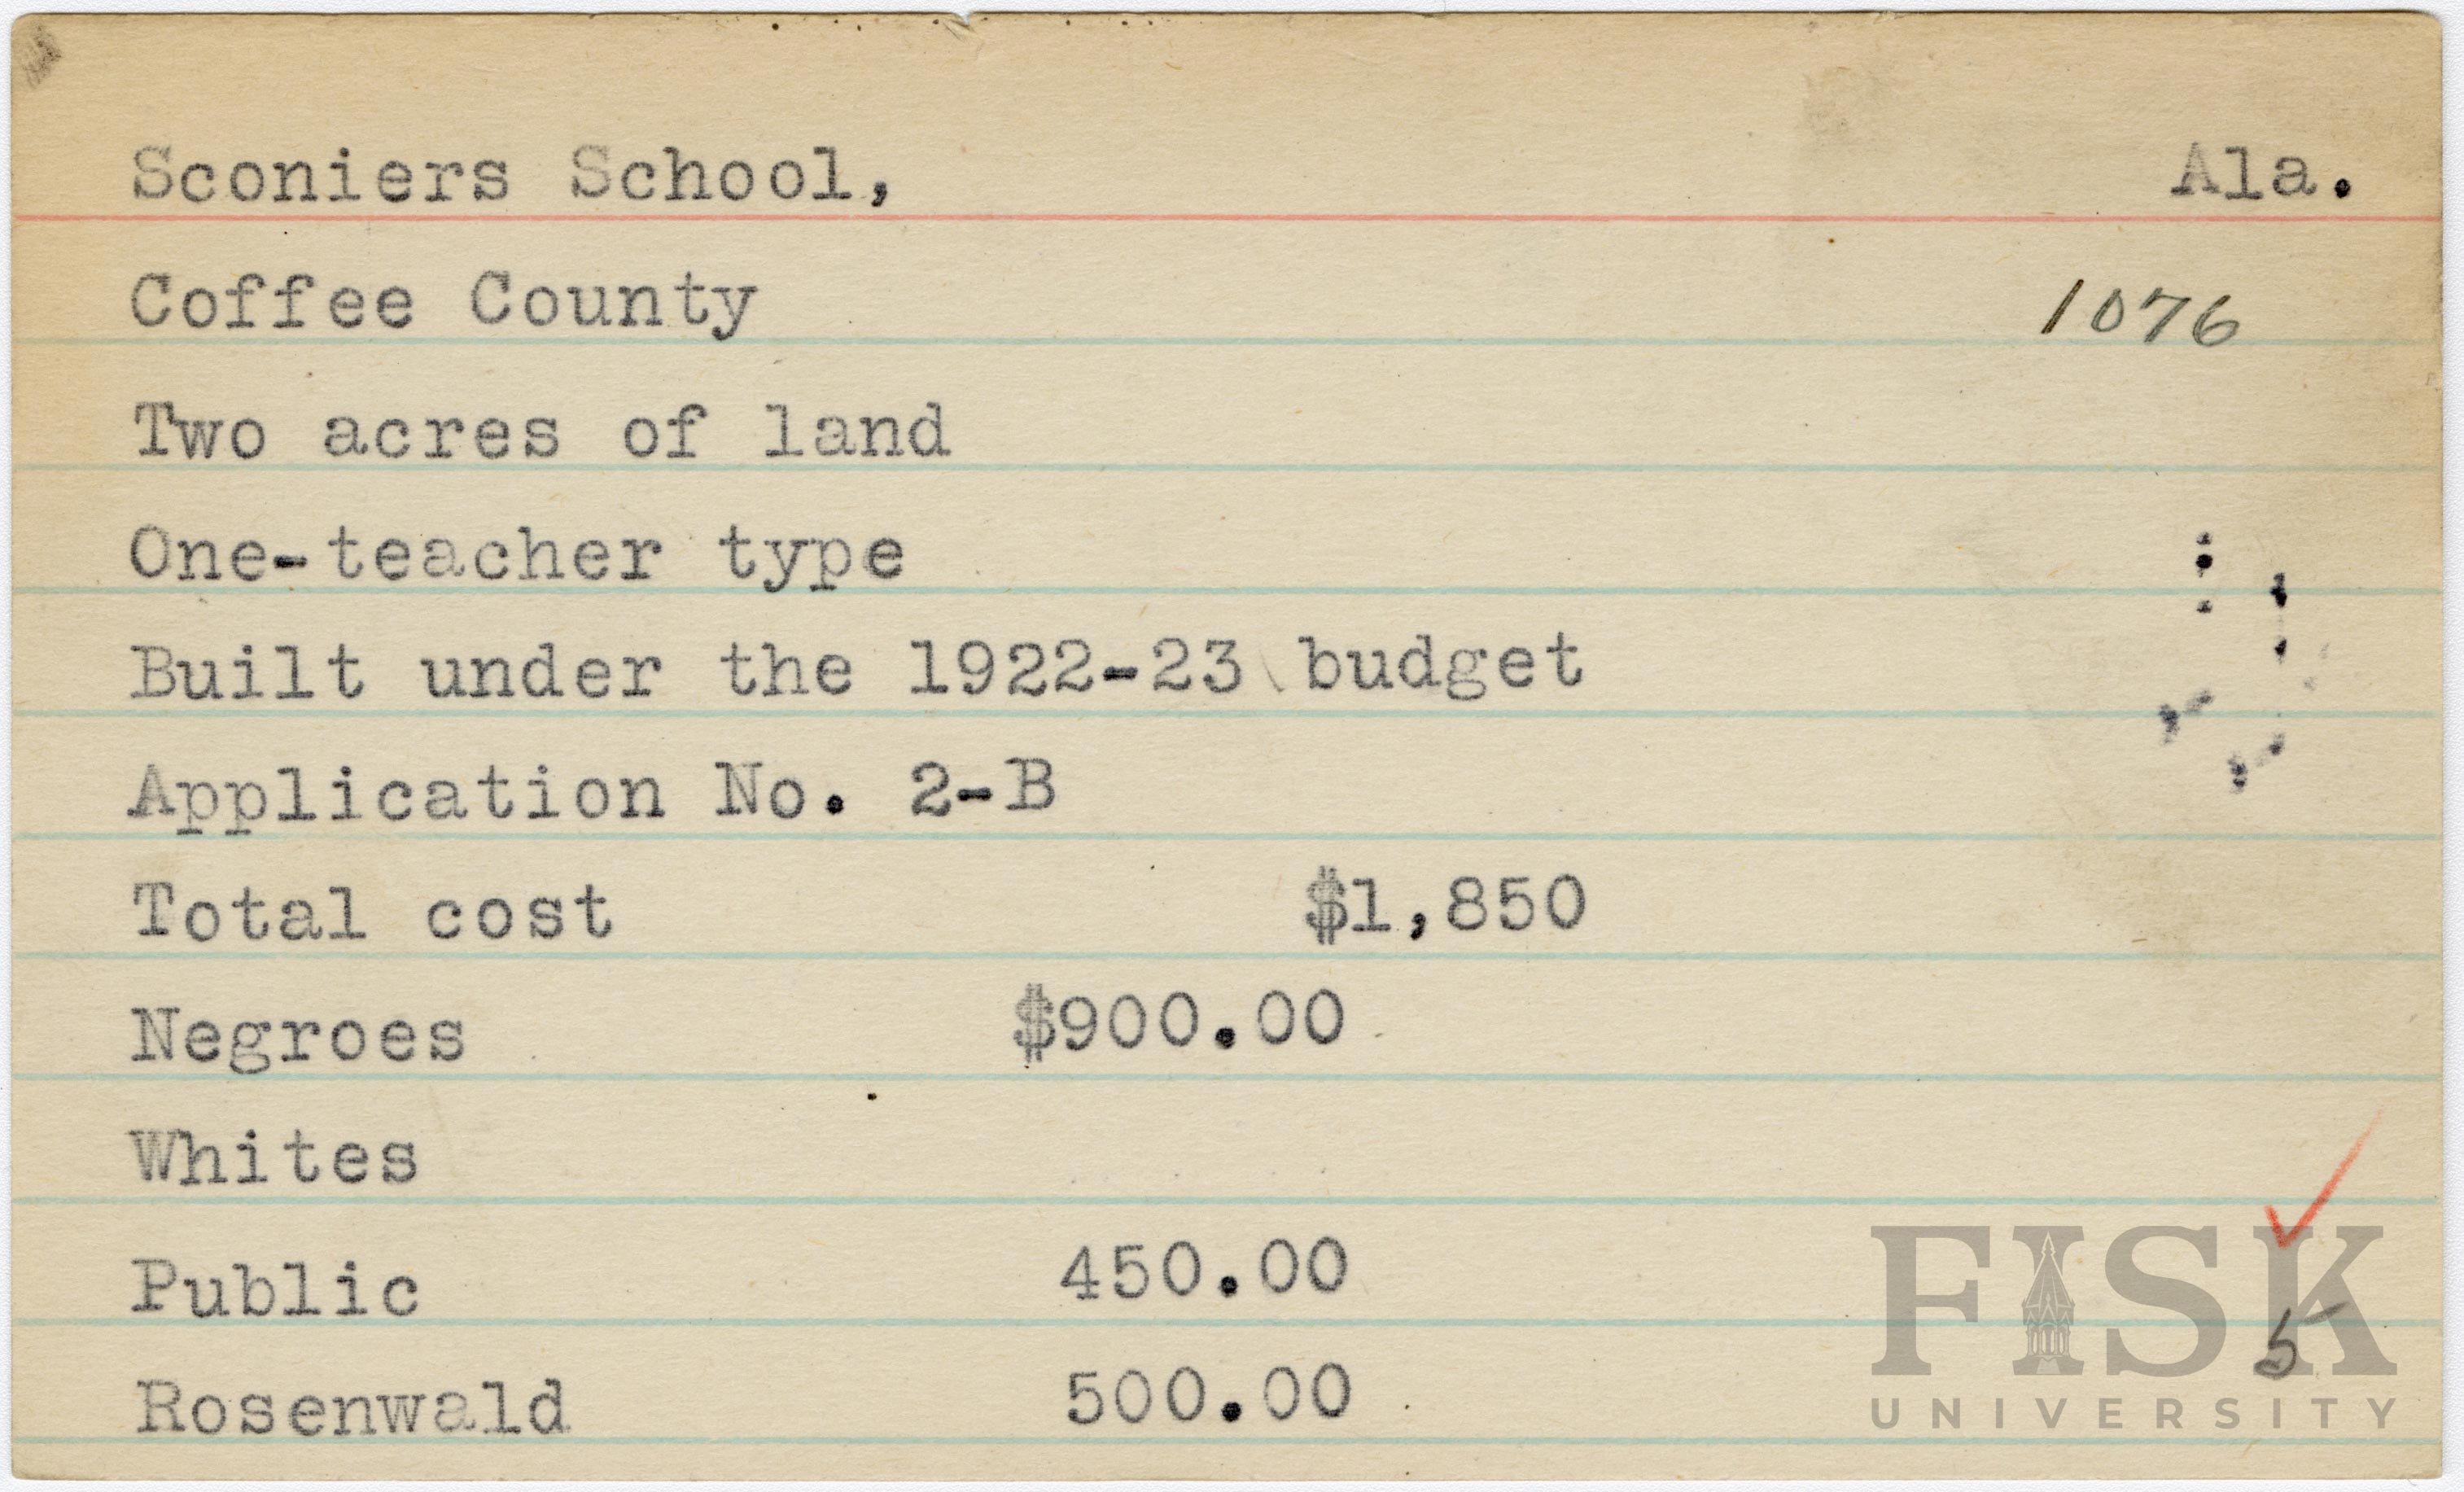 Sconiers School, Ala.
Coffee County 1076
Two acres of land
One-teacher type
Built under the 1922-23 budget
Application No. 2-B
Total cost $1,850
Negroes $900.00
Whites
Public 450.00
5
Rosenwald 500.00
FISK
UNIVERSITY